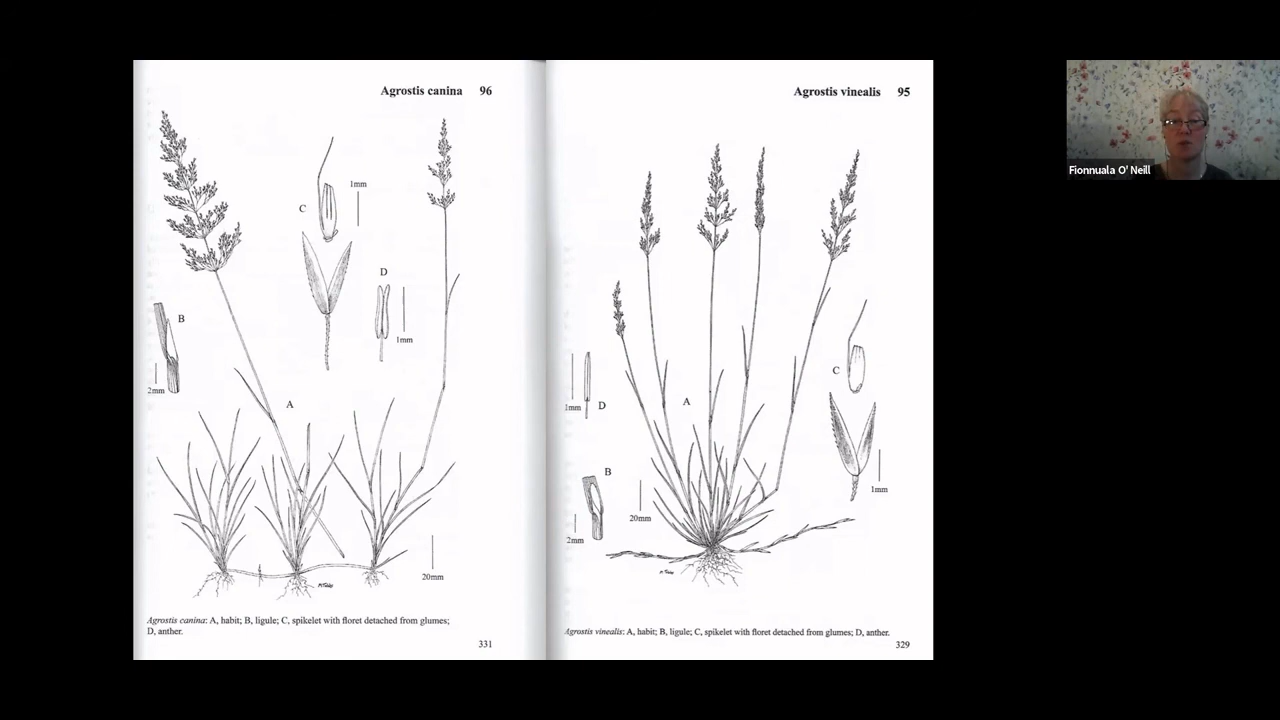 Agrostis canina 96
1mm
C
D
B
1mm
2mm
A
20mm
Agrostis canina: A, habit; B, ligule; C, spikelet with floret detached from glumes;
D, anther.
331
Agrostis vinealis 95
C
1mm
D
A
B
1mm
20mm
2mm
Agrostis vinealis: A, habit; B, ligule; C, spikelet with floret detached from glumes; D, anther.
329
Fionnuala O' Neill